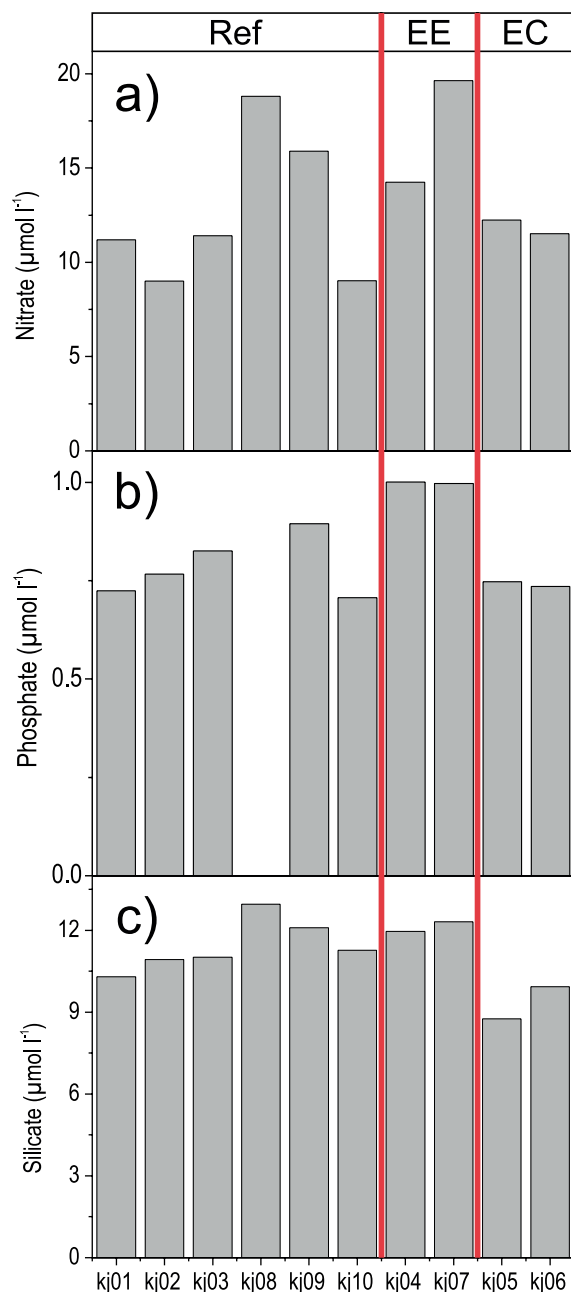 Ref EE EC
a)
20
15
10
5
0
Nitrate (µmol l⁻¹)
b)
1.0
0.5
0.0
Phosphate (µmol l⁻¹)
c)
12
9
6
3
0
Silicate (µmol l⁻¹)
kj01 kj02 kj03 kj08 kj09 kj10 kj04 kj07 kj05 kj06